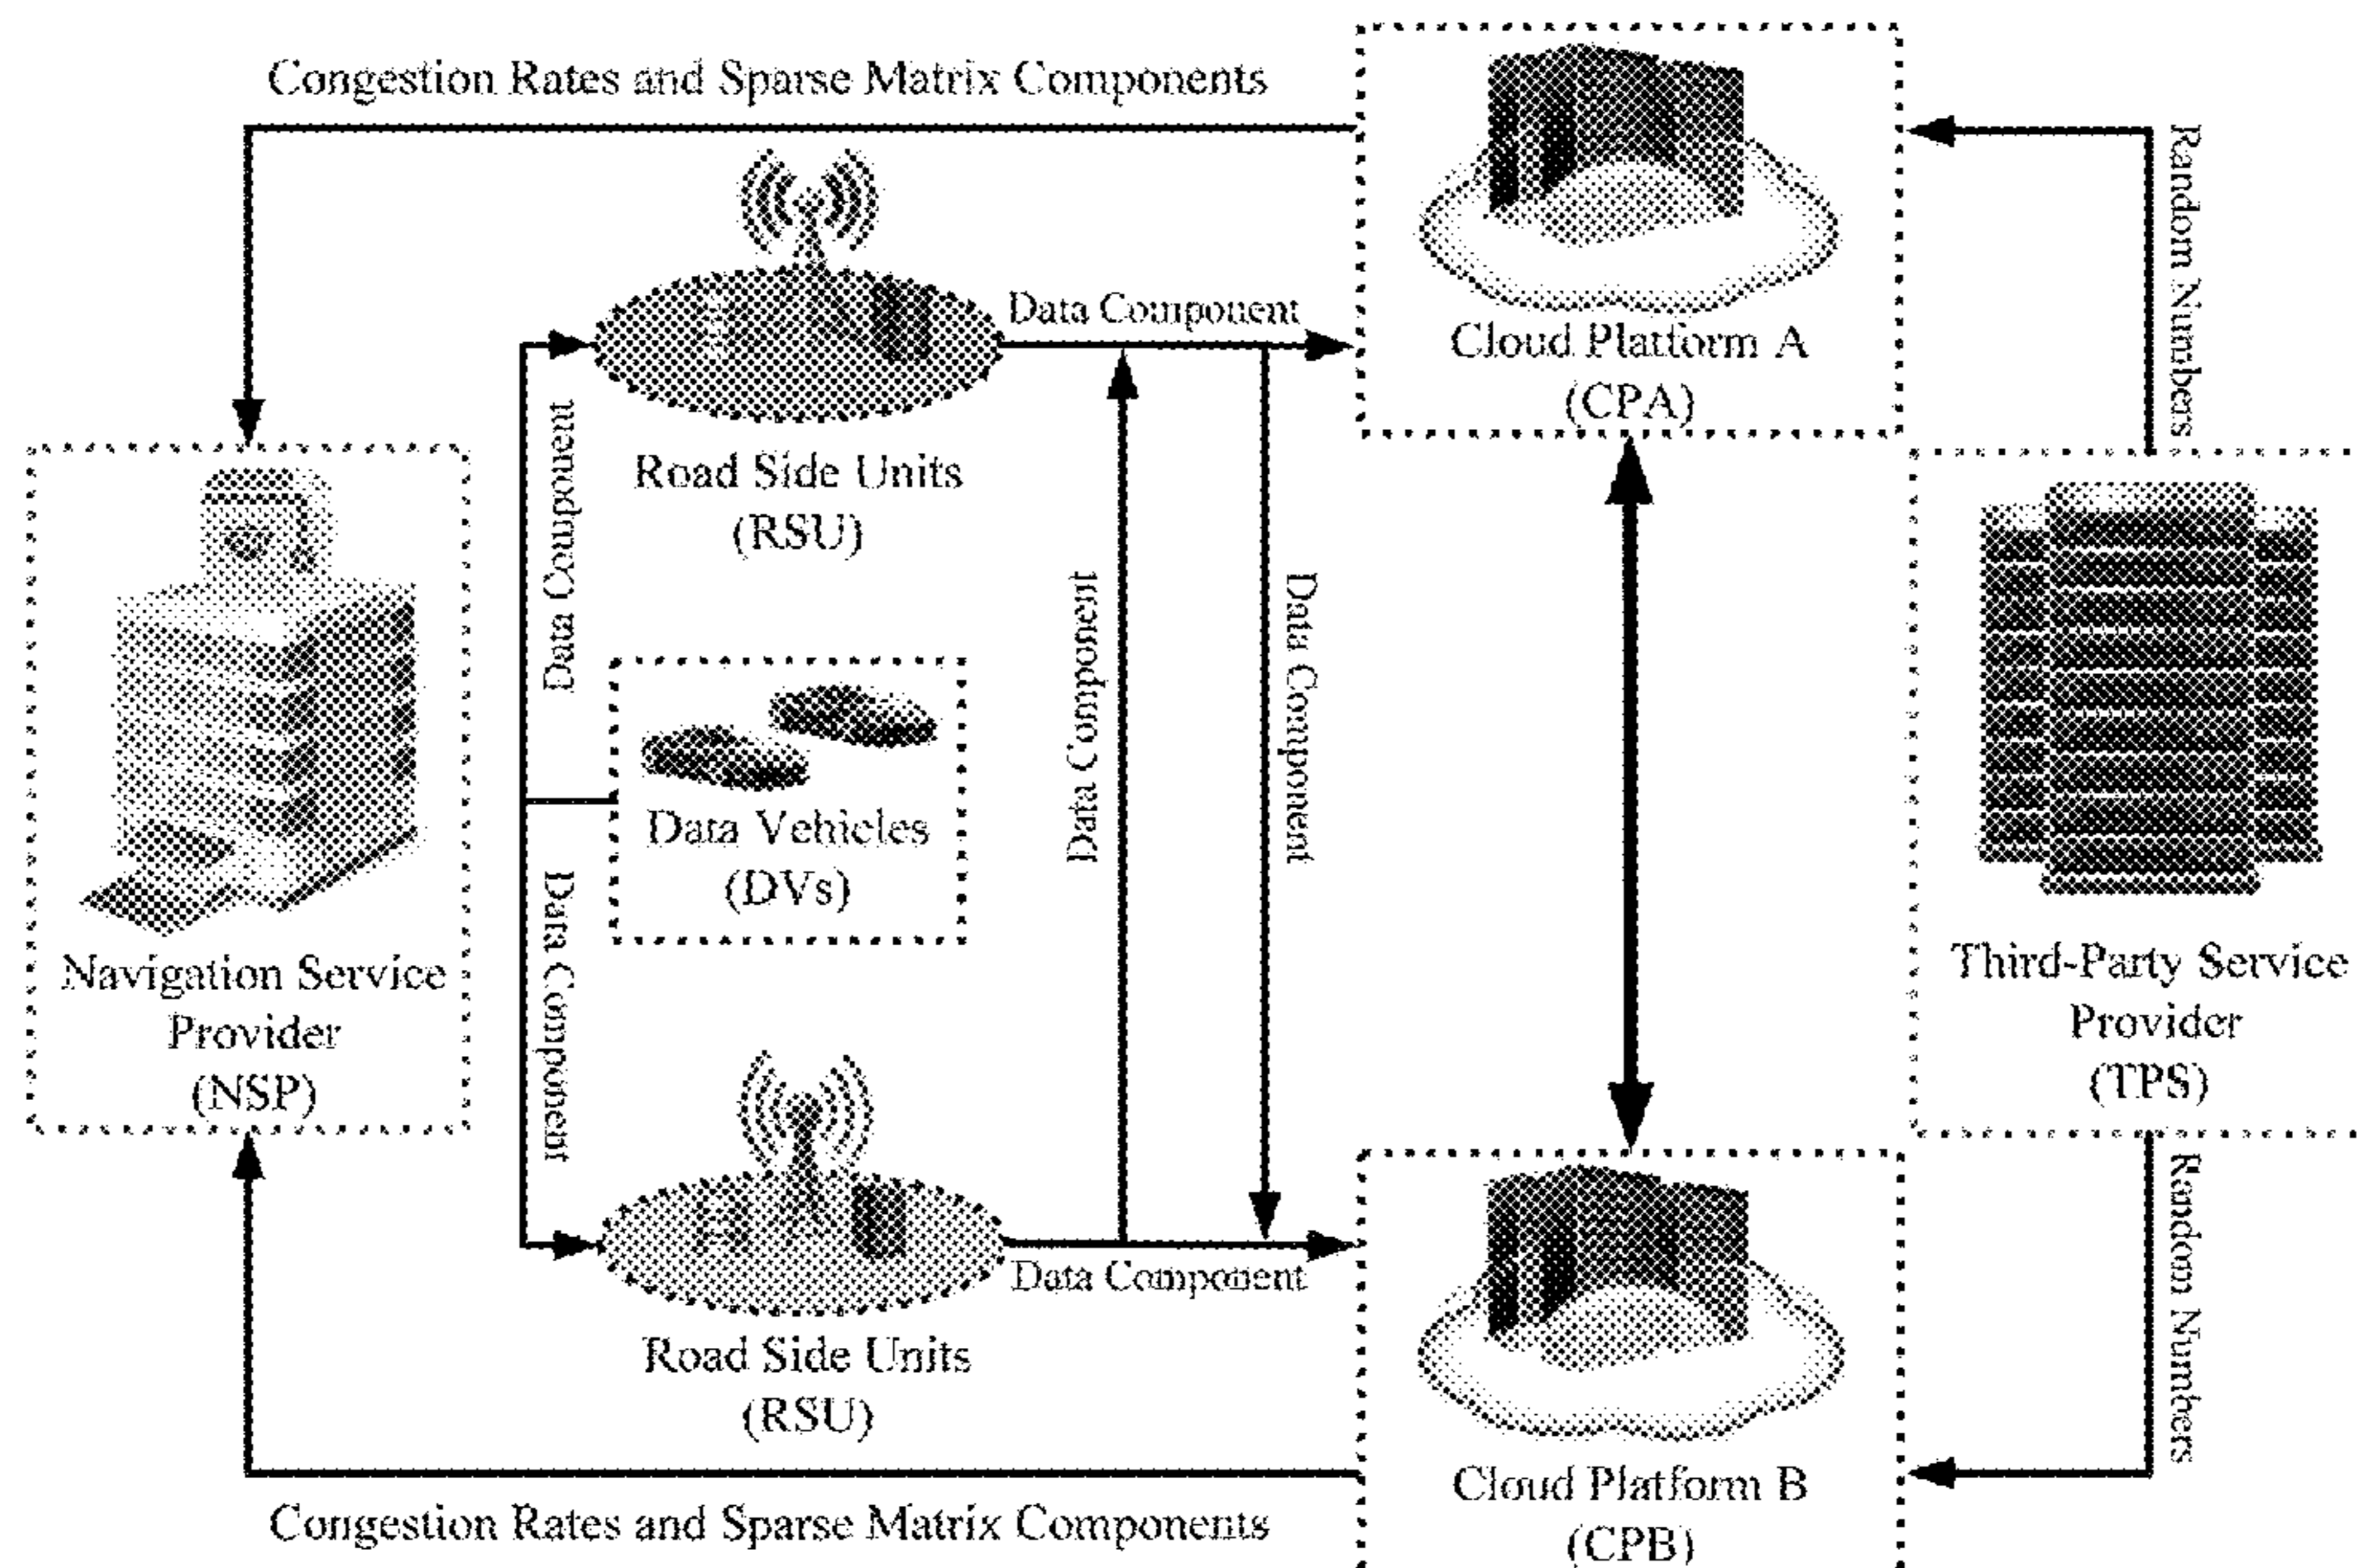 Congestion Rates and Sparse Matrix Components
Random Numbers
Data Component
Cloud Platform A
(CPA)
Data Component
Road Side Units
(RSU)
Data Component
Data Component
Data Vehicles
(DVs)
Data Component
Navigation Service
Provider
(NSP)
Third-Party Service
Provider
(TPS)
Random Numbers
Data Component
Road Side Units
(RSU)
Cloud Platform B
(CPB)
Congestion Rates and Sparse Matrix Components